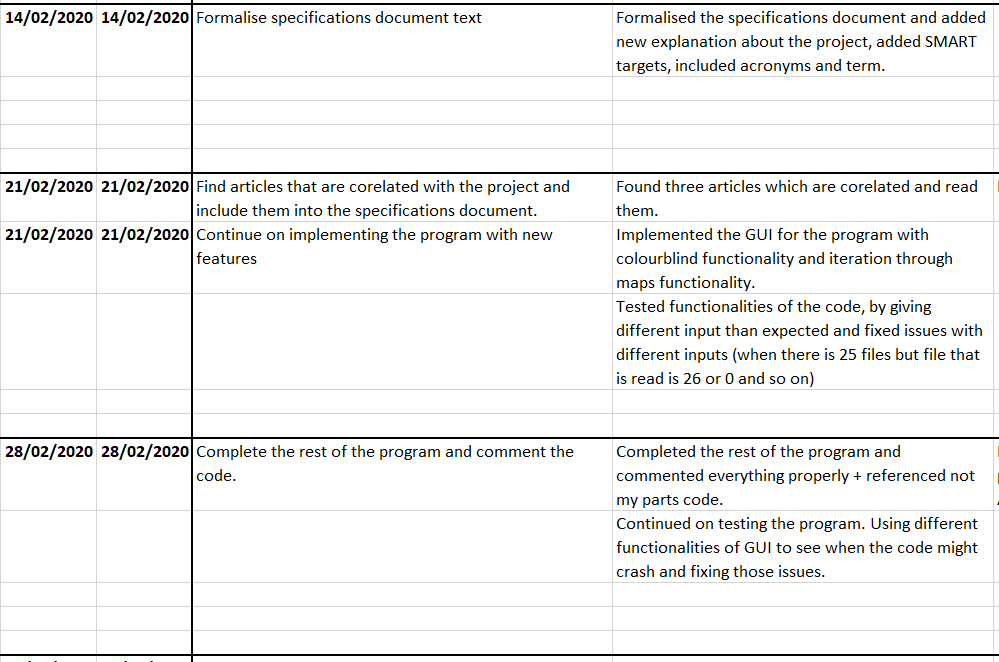 14/02/2020 14/02/2020 Formalise specifications document text
Formalised the specifications document and added
new explanation about the project, added SMART
targets, included acronyms and term.
21/02/2020 21/02/2020 Find articles that are corelated with the project and
include them into the specifications document.
Found three articles which are corelated and read
them.
21/02/2020 21/02/2020 Continue on implementing the program with new
features
Implemented the GUI for the program with
colourblind functionality and iteration through
maps functionality.
Tested functionalities of the code, by giving
different input than expected and fixed issues with
different inputs (when there is 25 files but file that
is read is 26 or 0 and so on)
28/02/2020 28/02/2020 Complete the rest of the program and comment the
code.
Completed the rest of the program and
commented everything properly + referenced not
my parts code.
Continued on testing the program. Using different
functionalities of GUI to see when the code might
crash and fixing those issues.